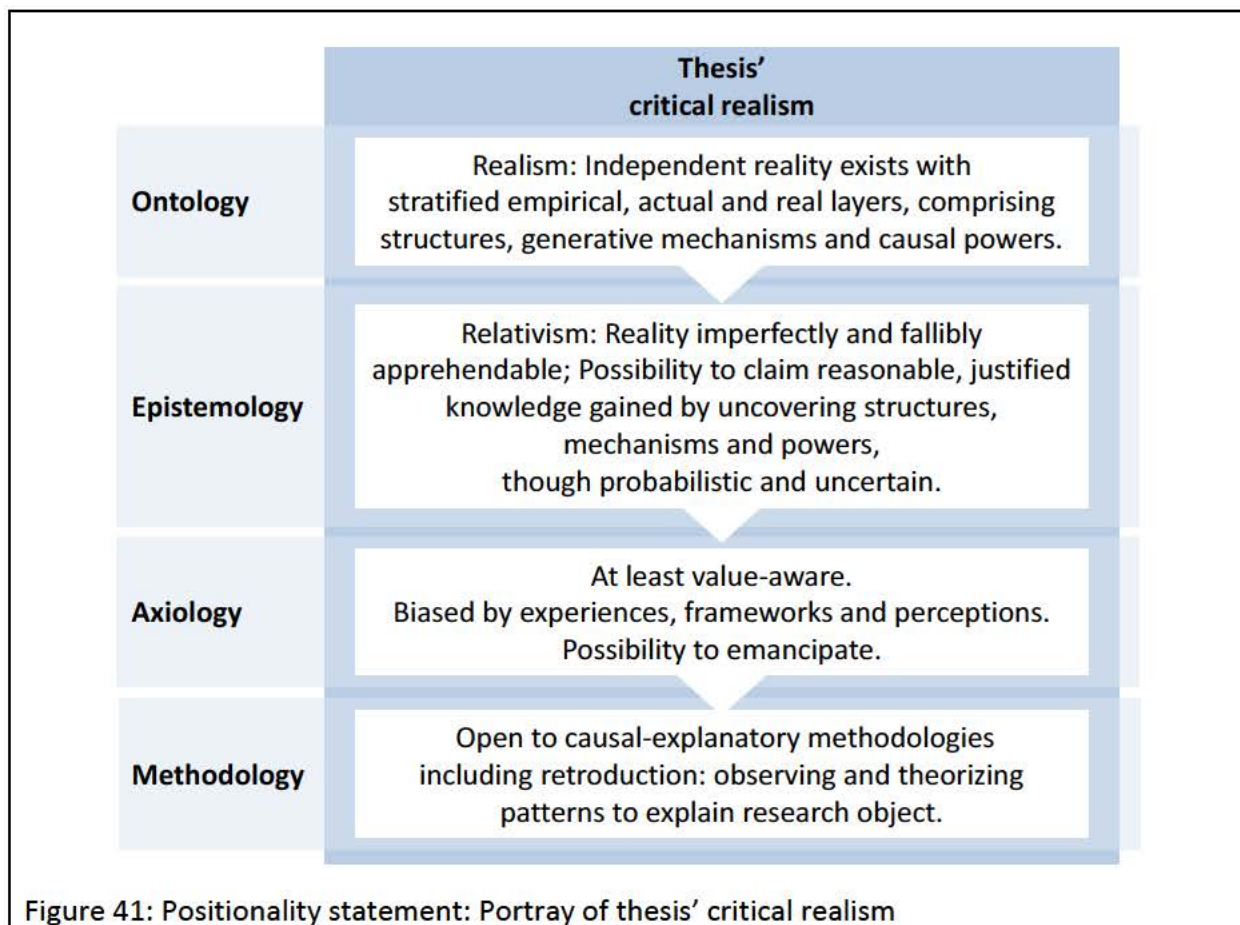 Thesis’
critical realism
Ontology
Realism: Independent reality exists with
stratified empirical, actual and real layers, comprising
structures, generative mechanisms and causal powers.
Epistemology
Relativism: Reality imperfectly and fallibly
apprehendable; Possibility to claim reasonable, justified
knowledge gained by uncovering structures,
mechanisms and powers,
though probabilistic and uncertain.
Axiology
At least value-aware.
Biased by experiences, frameworks and perceptions.
Possibility to emancipate.
Methodology
Open to causal-explanatory methodologies
including retroduction: observing and theorizing
patterns to explain research object.
Figure 41: Positionality statement: Portray of thesis’ critical realism